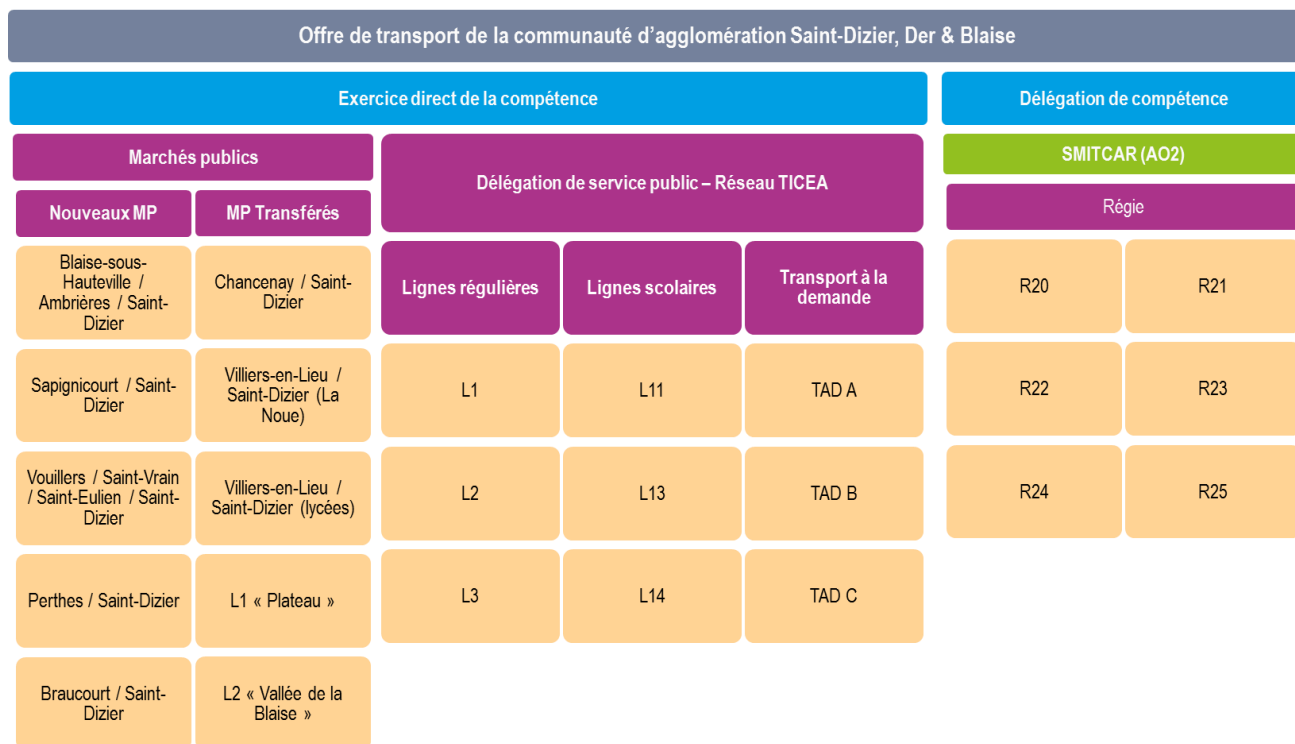 Offre de transport de la communauté d’agglomération Saint-Dizier, Der & Blaise
Exercice direct de la compétence
Délégation de compétence
Marchés publics
Délégation de service public – Réseau TICEA
SMITCAR (AO2)
Nouveaux MP
MP Transférés
Régie
Blaise-sous-
Hauteville /
Ambrières / Saint-
Dizier
Chancenay / Saint-
Dizier
Lignes régulières
Lignes scolaires
Transport à la
demande
R20
R21
Sapignicourt / Saint-
Dizier
Villiers-en-Lieu /
Saint-Dizier (La
Noue)
L1
L11
TAD A
R22
R23
Vouillers / Saint-Vrain
/ Saint-Eulien / Saint-
Dizier
Villiers-en-Lieu /
Saint-Dizier (lycées)
L2
L13
TAD B
R24
R25
Perthes / Saint-Dizier
L1 « Plateau »
L3
L14
TAD C
Braucourt / Saint-
Dizier
L2 « Vallée de la
Blaise »